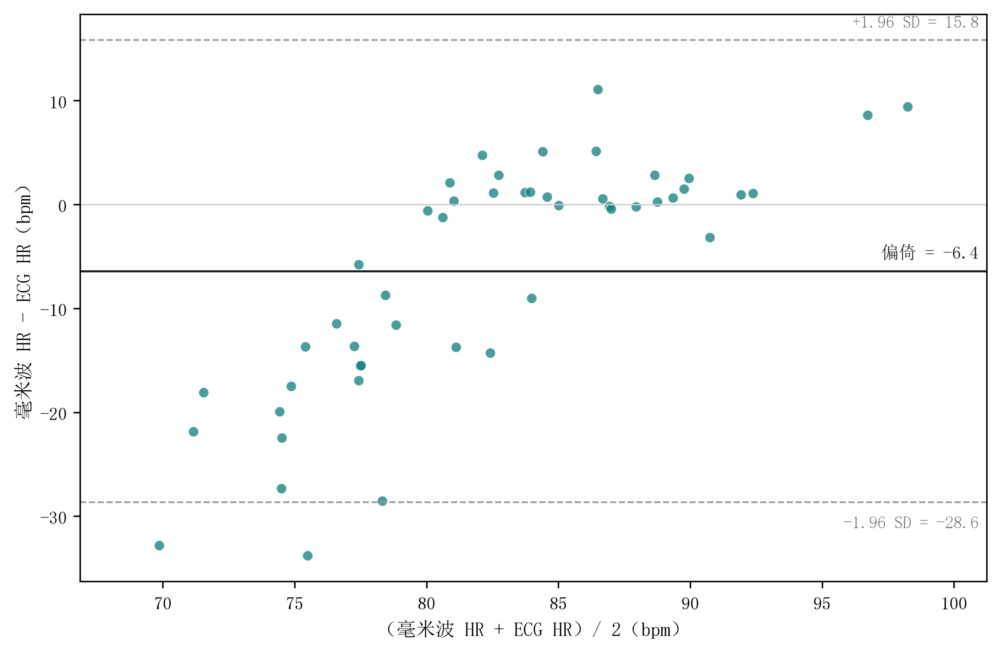 +1.96 SD = 15.8
10
0
偏倚 = −6.4
−10
−20
−30
−1.96 SD = −28.6
毫米波 HR − ECG HR（bpm）
70 75 80 85 90 95 100
（毫米波 HR + ECG HR）/ 2（bpm）